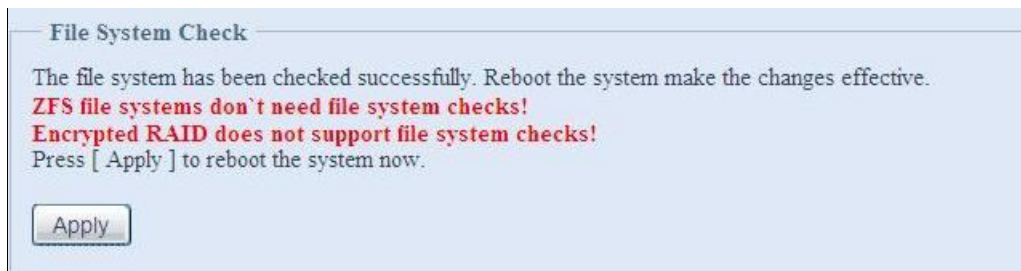 File System Check
The file system has been checked successfully. Reboot the system make the changes effective.
ZFS file systems don`t need file system checks!
Encrypted RAID does not support file system checks!
Press [ Apply ] to reboot the system now.
Apply